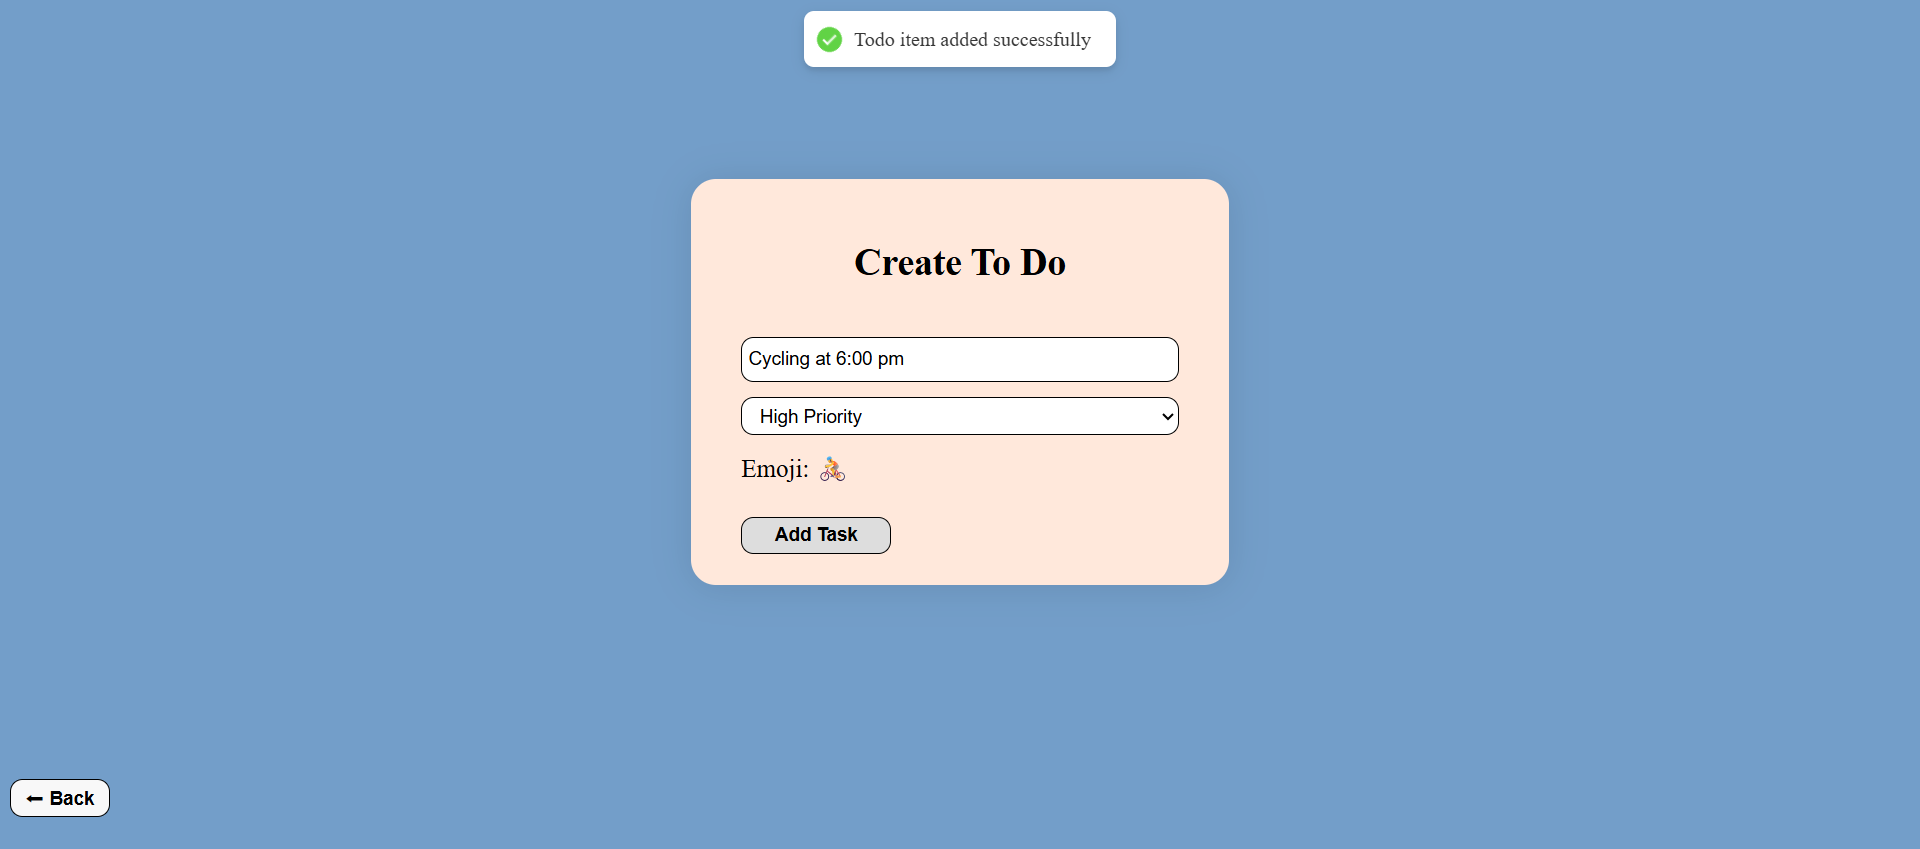 Todo item added successfully
Create To Do
Cycling at 6:00 pm
High Priority
Emoji: 🚴
Add Task
← Back